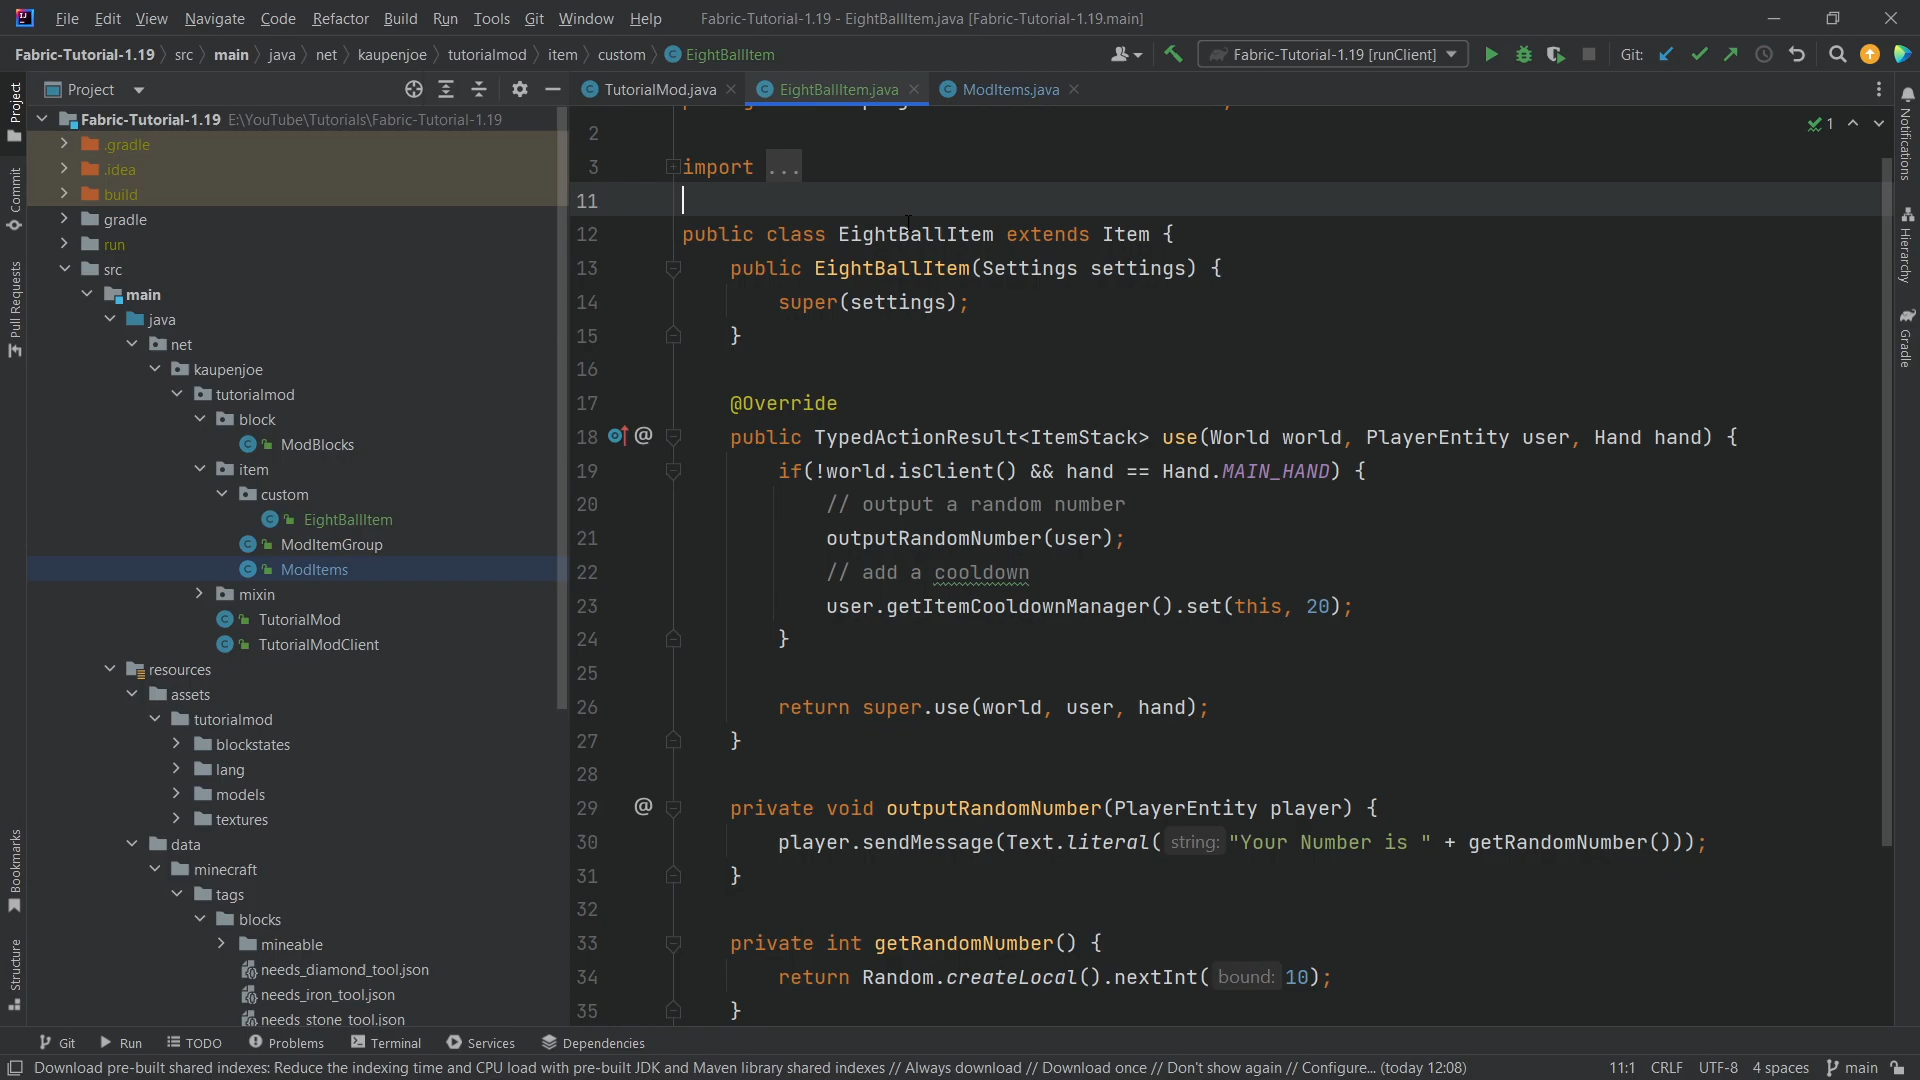 File Edit View Navigate Code Refactor Build Run Tools Git Window Help Fabric-Tutorial-1.19 - EightBallItem.java [Fabric-Tutorial-1.19.main]
Fabric-Tutorial-1.19 src main java net kaupenjoe tutorialmod item custom EightBallItem Fabric-Tutorial-1.19 [runClient] Git:
Project
TutorialMod.java EightBallItem.java ModItems.java
Project
Commit
Pull Requests
Bookmarks
Structure
Fabric-Tutorial-1.19 E:\YouTube\Tutorials\Fabric-Tutorial-1.19
.gradle
.idea
build
gradle
run
src
main
java
net
kaupenjoe
tutorialmod
block
ModBlocks
item
custom
EightBallItem
ModItemGroup
ModItems
mixin
TutorialMod
TutorialModClient
resources
assets
tutorialmod
blockstates
lang
models
textures
data
minecraft
tags
blocks
mineable
needs_diamond_tool.json
needs_iron_tool.json
needs_stone_tool.json
1
2
3 import ...
11
12 public class EightBallItem extends Item {
13 public EightBallItem(Settings settings) {
14 super(settings);
15 }
16
17 @Override
18 @ public TypedActionResult<ItemStack> use(World world, PlayerEntity user, Hand hand) {
19 if(!world.isClient() && hand == Hand.MAIN_HAND) {
20 // output a random number
21 outputRandomNumber(user);
22 // add a cooldown
23 user.getItemCooldownManager().set(this, 20);
24 }
25
26 return super.use(world, user, hand);
27 }
28
29 @ private void outputRandomNumber(PlayerEntity player) {
30 player.sendMessage(Text.literal( string: "Your Number is " + getRandomNumber()));
31 }
32
33 private int getRandomNumber() {
34 return Random.createLocal().nextInt( bound: 10);
35 }
Notifications
Hierarchy
Gradle
Git Run TODO Problems Terminal Services Dependencies
Download pre-built shared indexes: Reduce the indexing time and CPU load with pre-built JDK and Maven library shared indexes // Always download // Download once // Don't show again // Configure... (today 12:08) 11:1 CRLF UTF-8 4 spaces main